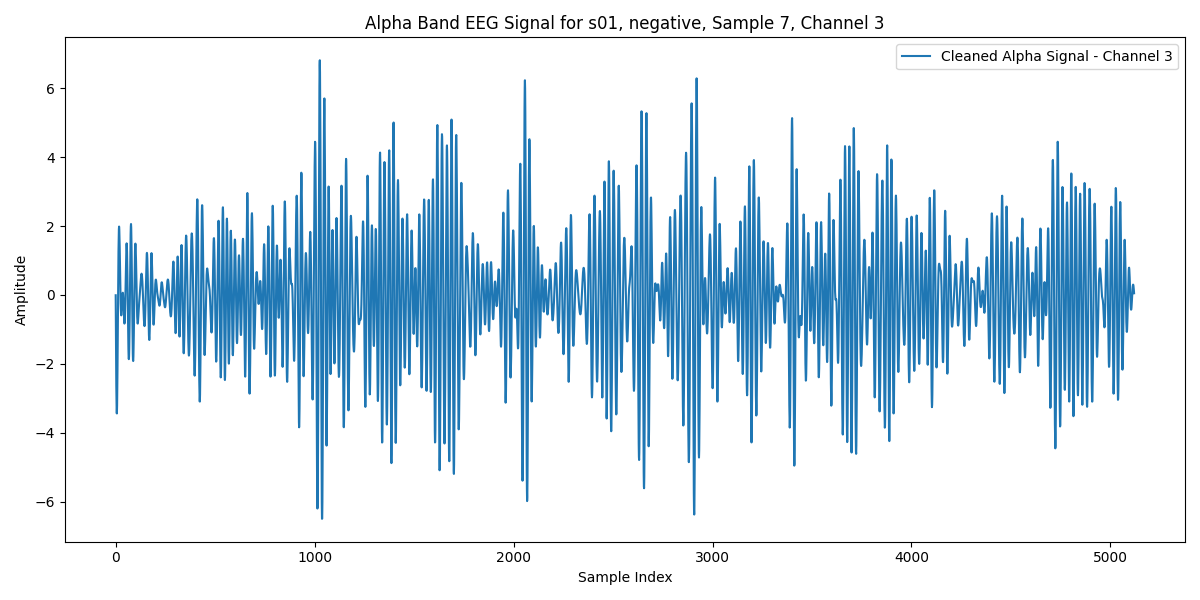 Alpha Band EEG Signal for s01, negative, Sample 7, Channel 3
Cleaned Alpha Signal - Channel 3
Amplitude
6
4
2
0
−2
−4
−6
0 1000 2000 3000 4000 5000
Sample Index